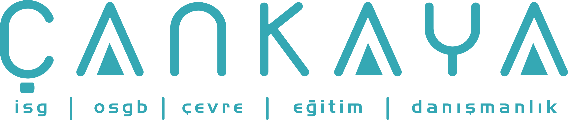 ÇANKAYA
isg | osgb | çevre | eğitim | danışmanlık